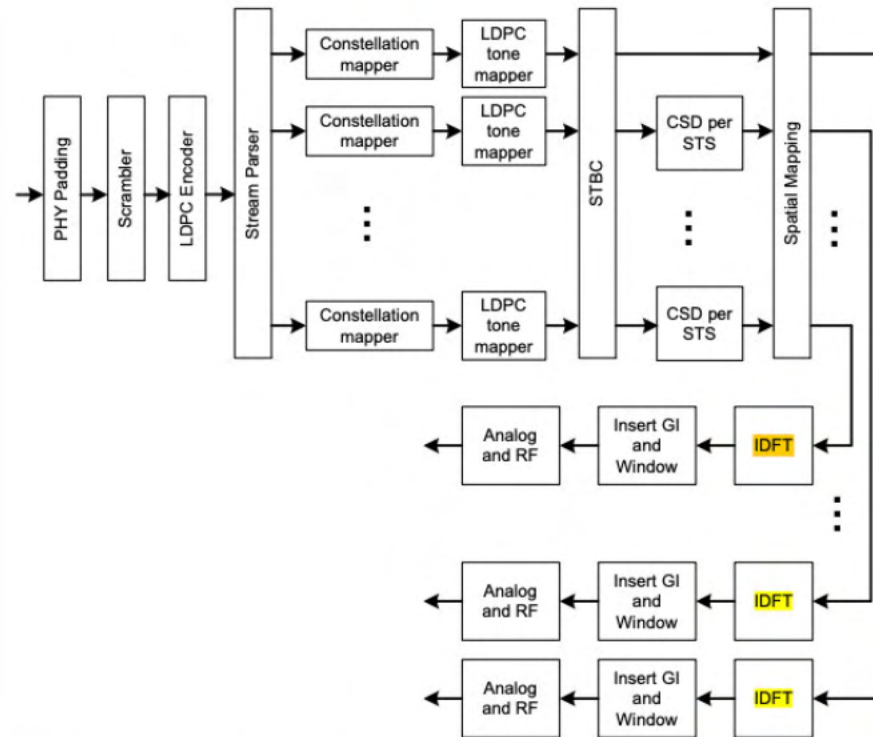 PHY Padding
Scrambler
LDPC Encoder
Stream Parser
Constellation
mapper
LDPC
tone
mapper
Constellation
mapper
LDPC
tone
mapper
Constellation
mapper
LDPC
tone
mapper
STBC
CSD per
STS
CSD per
STS
Spatial Mapping
Analog
and RF
Insert GI
and
Window
IDFT
Analog
and RF
Insert GI
and
Window
IDFT
Analog
and RF
Insert GI
and
Window
IDFT